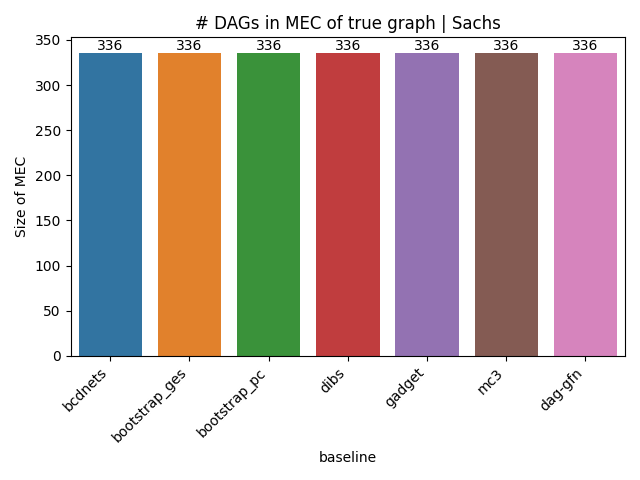 # DAGs in MEC of true graph | Sachs
336 336 336 336 336 336 336
350
300
250
200
150
100
50
0
Size of MEC
bcdnets
bootstrap_ges
bootstrap_pc
dibs
gadget
mc3
dag-gfn
baseline